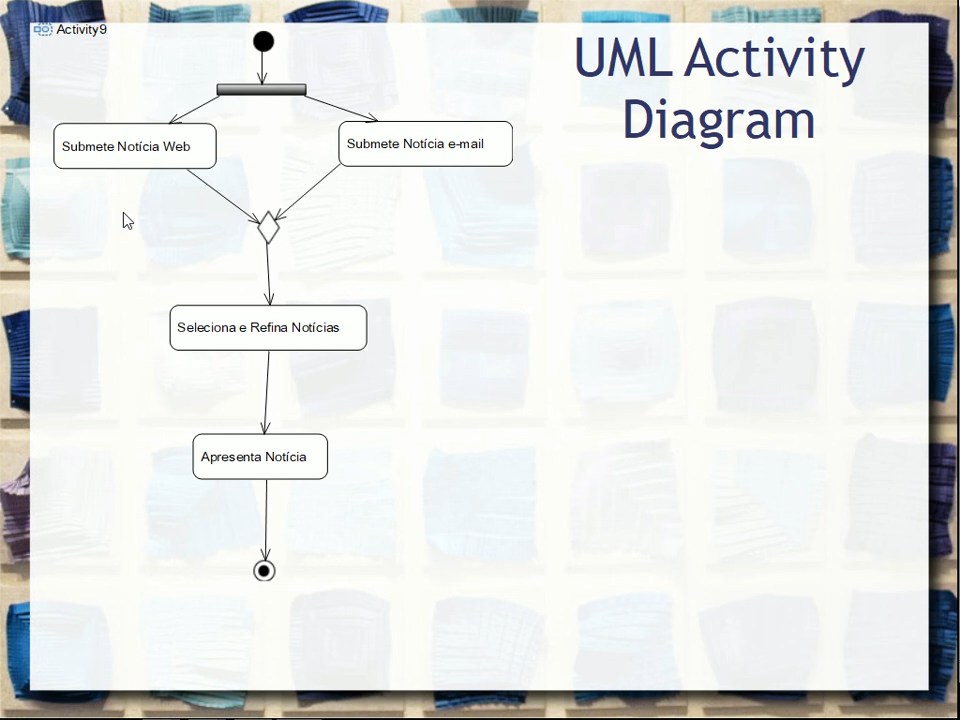 Activity9
UML Activity
Diagram
Submete Notícia Web
Submete Notícia e-mail
Seleciona e Refina Notícias
Apresenta Notícia